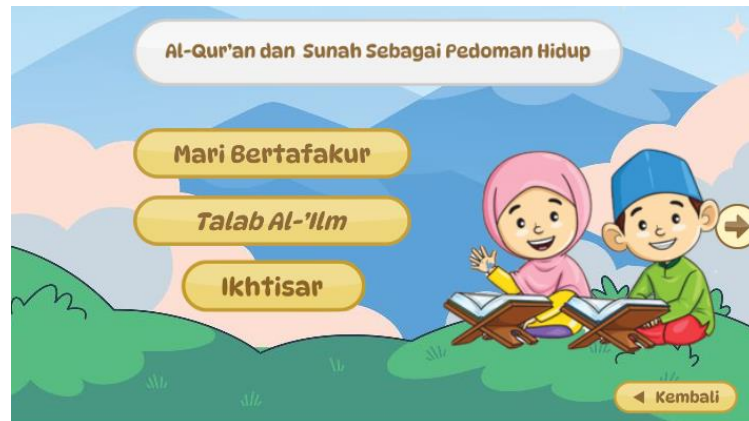 Al-Qur'an dan Sunah Sebagai Pedoman Hidup
Mari Bertafakur
Talab Al-'Ilm
Ikhtisar
Kembali